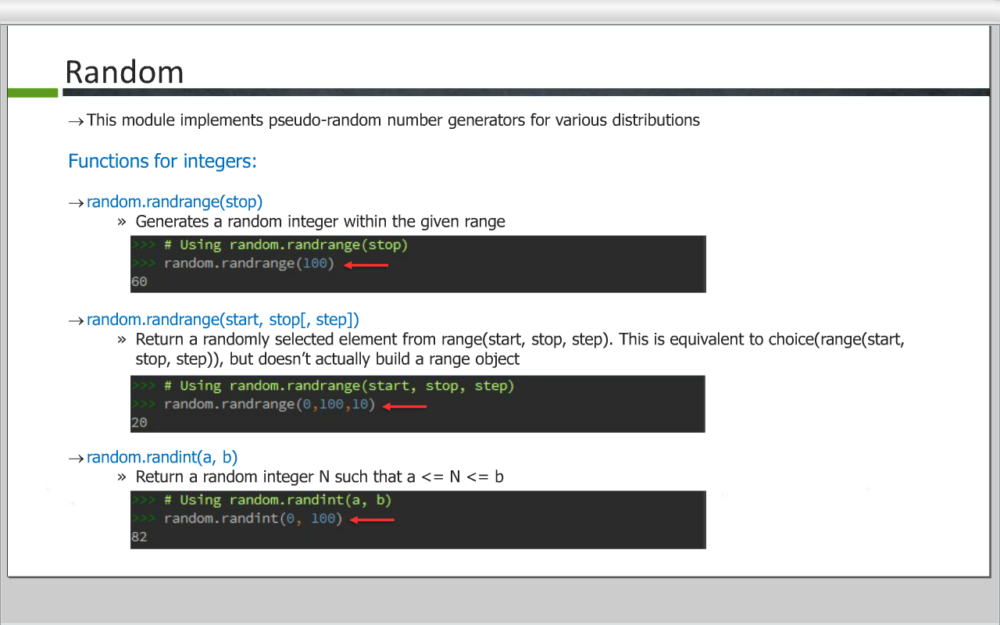 Random
→This module implements pseudo-random number generators for various distributions
Functions for integers:
→random.randrange(stop)
» Generates a random integer within the given range
>>> # Using random.randrange(stop)
>>> random.randrange(100)
60
→random.randrange(start, stop[, step])
» Return a randomly selected element from range(start, stop, step). This is equivalent to choice(range(start,
stop, step)), but doesn’t actually build a range object
>>> # Using random.randrange(start, stop, step)
>>> random.randrange(0,100,10)
20
→random.randint(a, b)
» Return a random integer N such that a <= N <= b
>>> # Using random.randint(a, b)
>>> random.randint(0, 100)
82